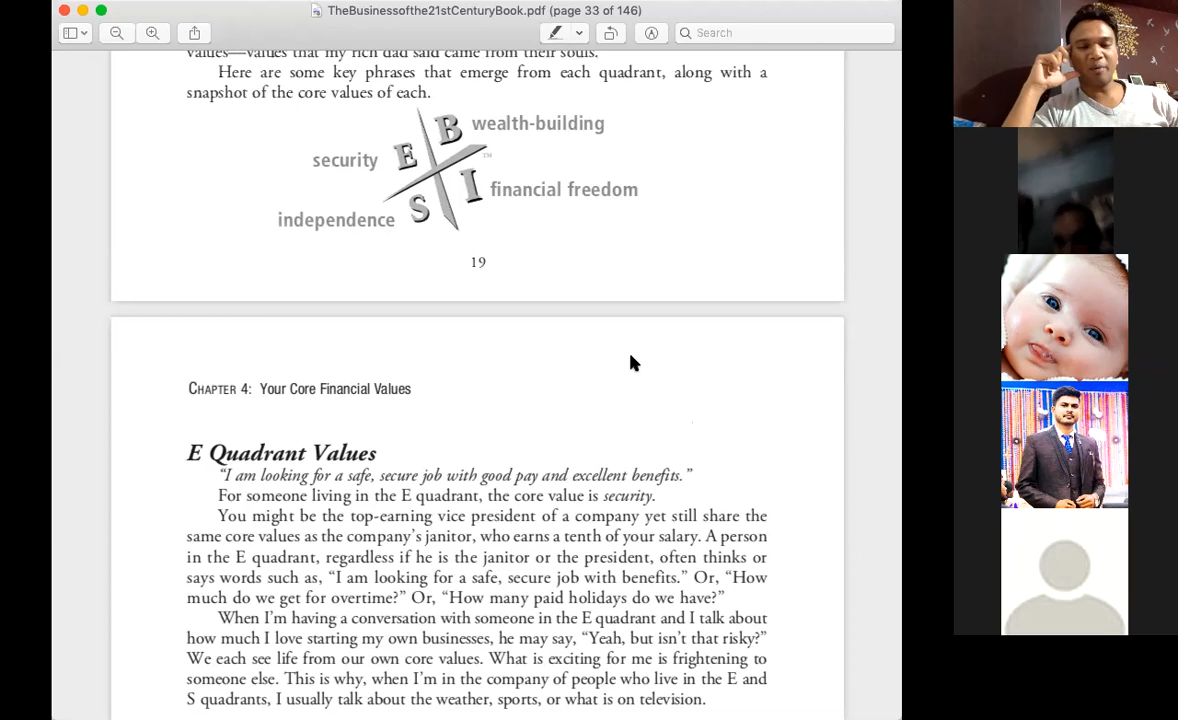 TheBusinessofthe21stCenturyBook.pdf (page 33 of 146)
Search
values—values that my rich dad said came from their souls.
Here are some key phrases that emerge from each quadrant, along with a
snapshot of the core values of each.
B wealth-building
security E
™
I financial freedom
independence S
19
CHAPTER 4: Your Core Financial Values
E Quadrant Values
“I am looking for a safe, secure job with good pay and excellent benefits.”
For someone living in the E quadrant, the core value is security.
You might be the top-earning vice president of a company yet still share the
same core values as the company’s janitor, who earns a tenth of your salary. A person
in the E quadrant, regardless if he is the janitor or the president, often thinks or
says words such as, “I am looking for a safe, secure job with benefits.” Or, “How
much do we get for overtime?” Or, “How many paid holidays do we have?”
When I’m having a conversation with someone in the E quadrant and I talk about
how much I love starting my own businesses, he may say, “Yeah, but isn’t that risky?”
We each see life from our own core values. What is exciting for me is frightening to
someone else. This is why, when I’m in the company of people who live in the E and
S quadrants, I usually talk about the weather, sports, or what is on television.